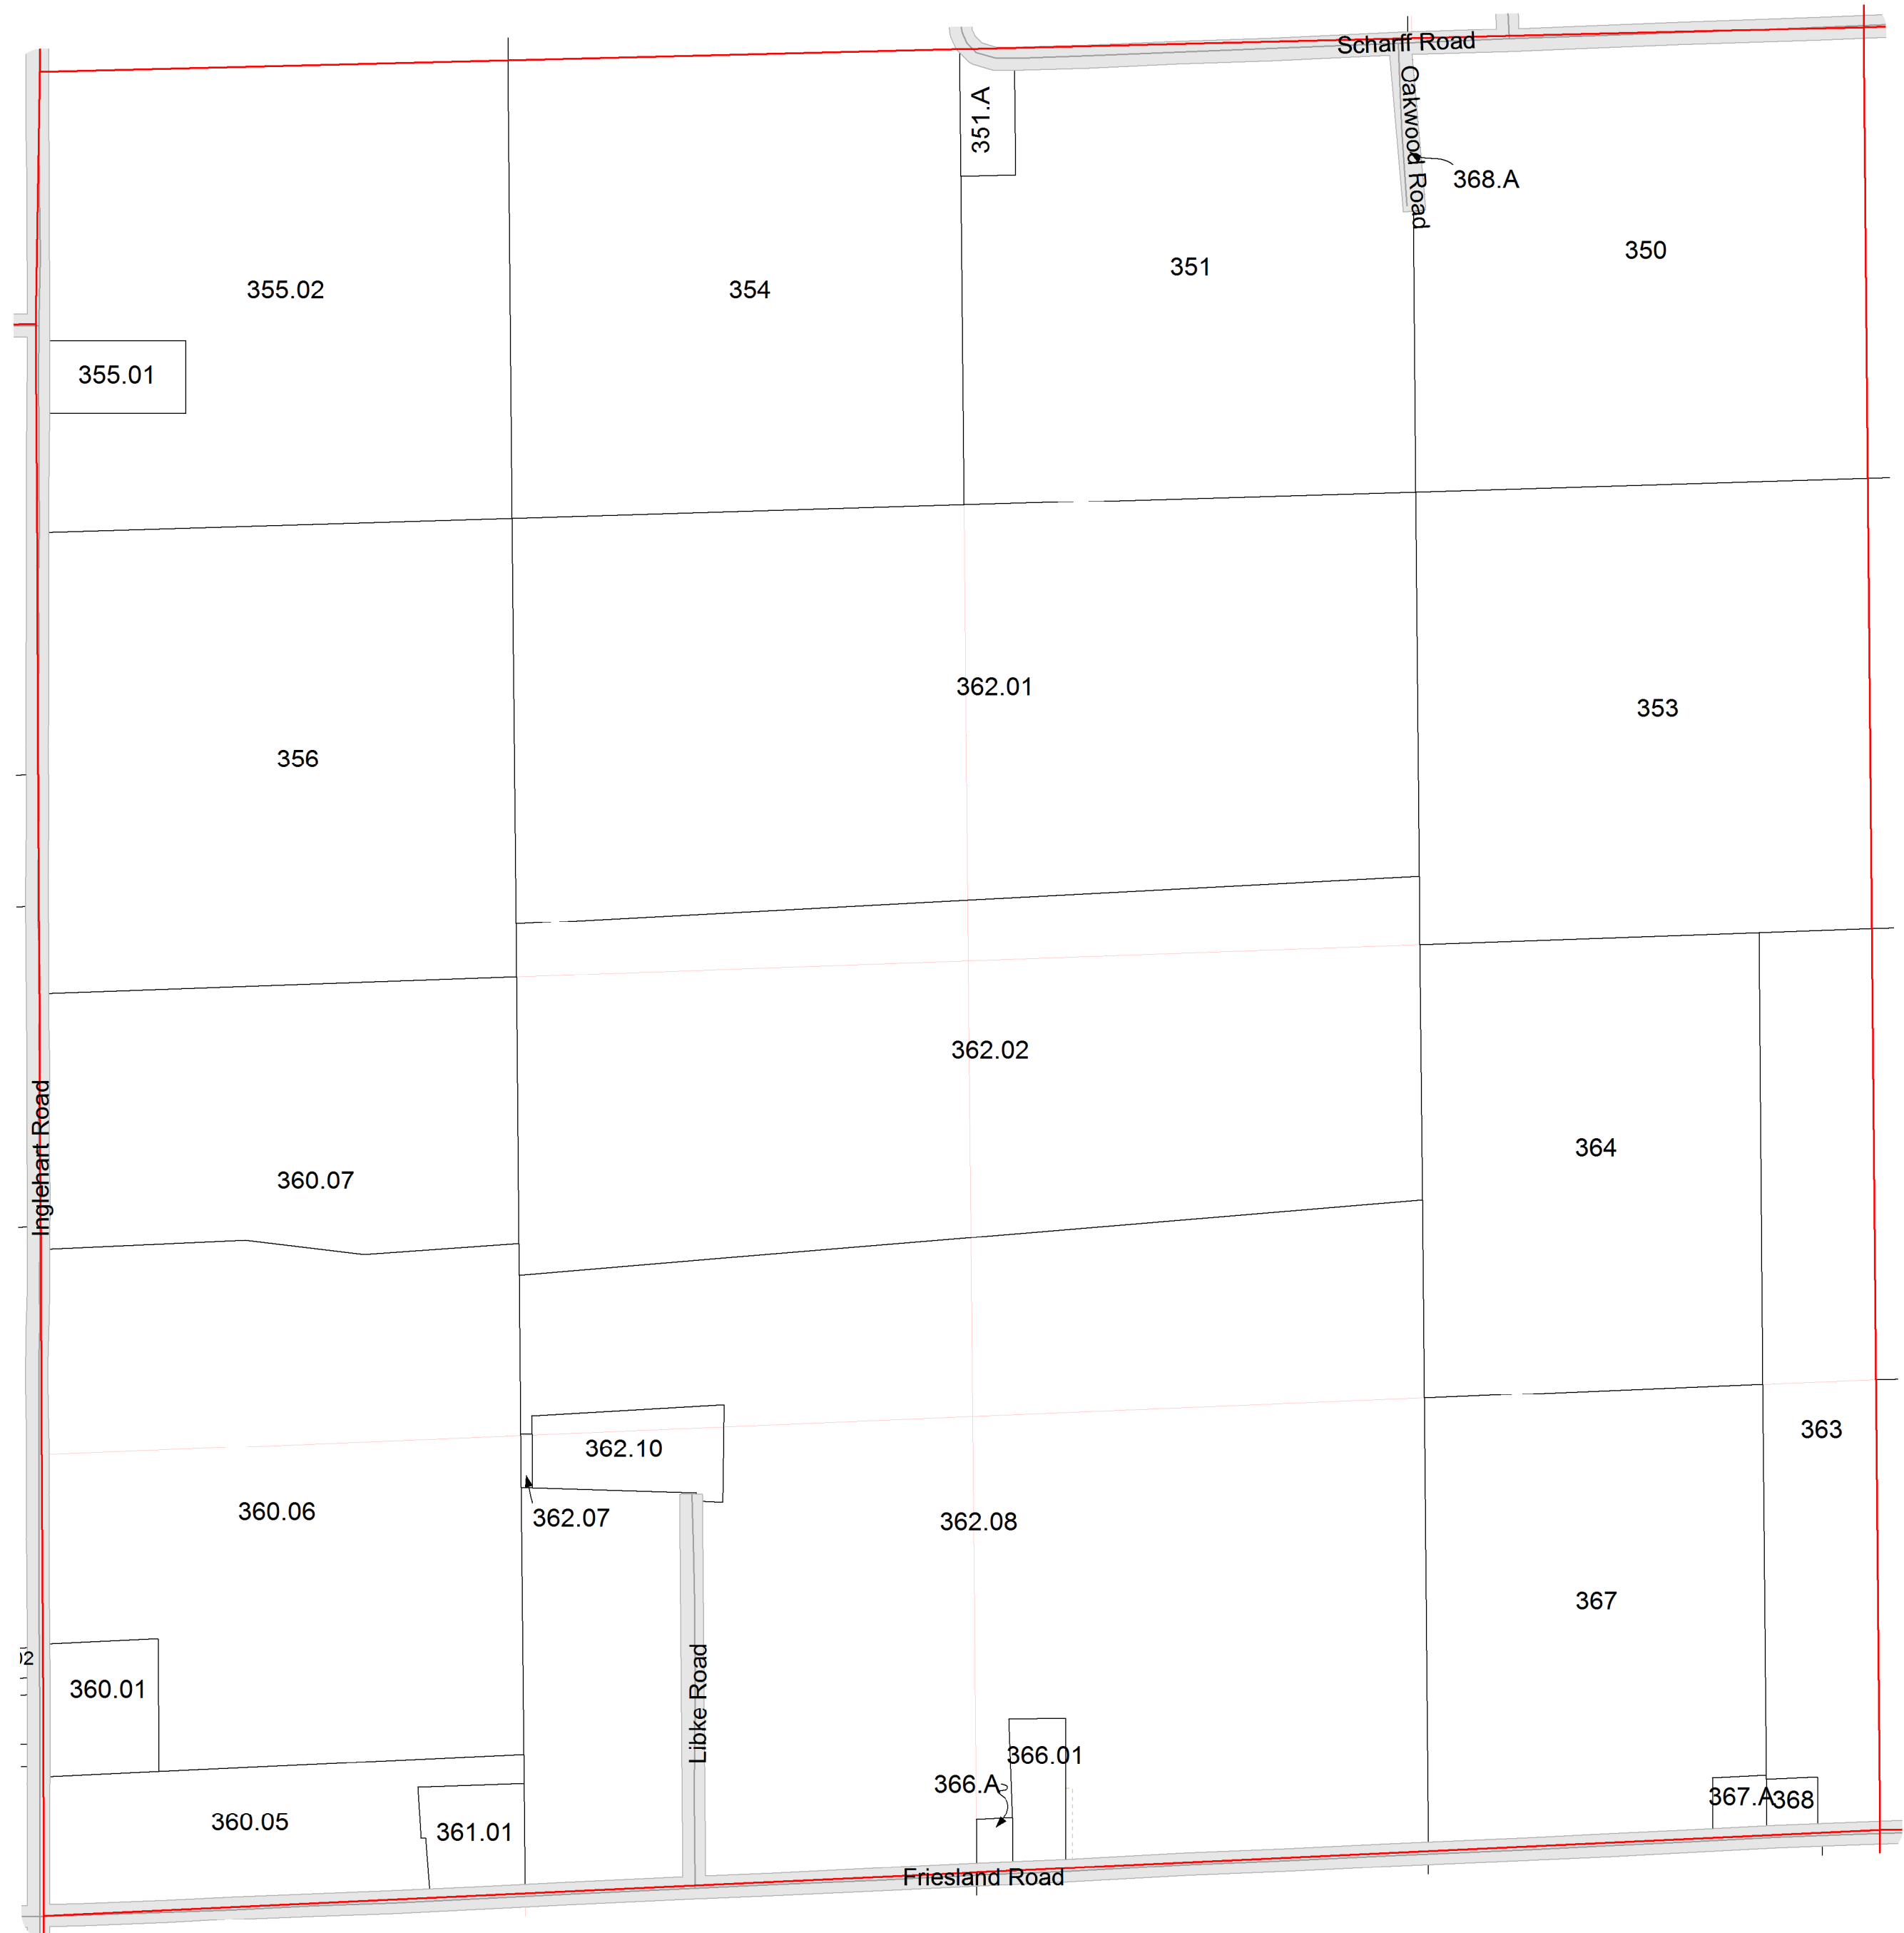 Scharff Road
351.A
Oakwood Road
368.A
350
351
355.02
354
355.01
362.01
353
356
362.02
Inglehart Road
364
360.07
363
362.10
360.06
362.07
362.08
367
02
360.01
Libke Road
366.01
366.A
367.A
368
360.05
361.01
Friesland Road